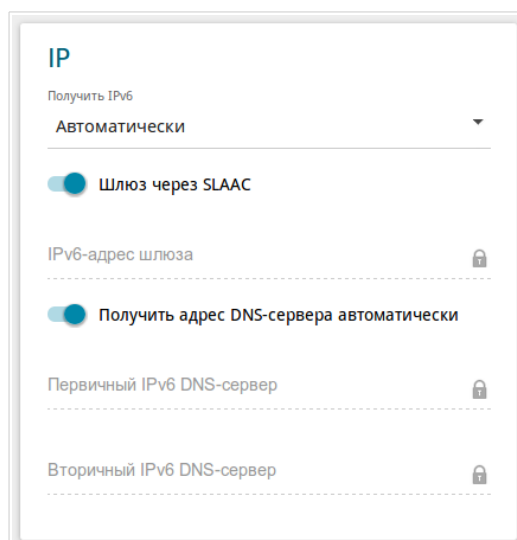 IP
Получить IPv6
Автоматически
Шлюз через SLAAC
IPv6-адрес шлюза
Получить адрес DNS-сервера автоматически
Первичный IPv6 DNS-сервер
Вторичный IPv6 DNS-сервер